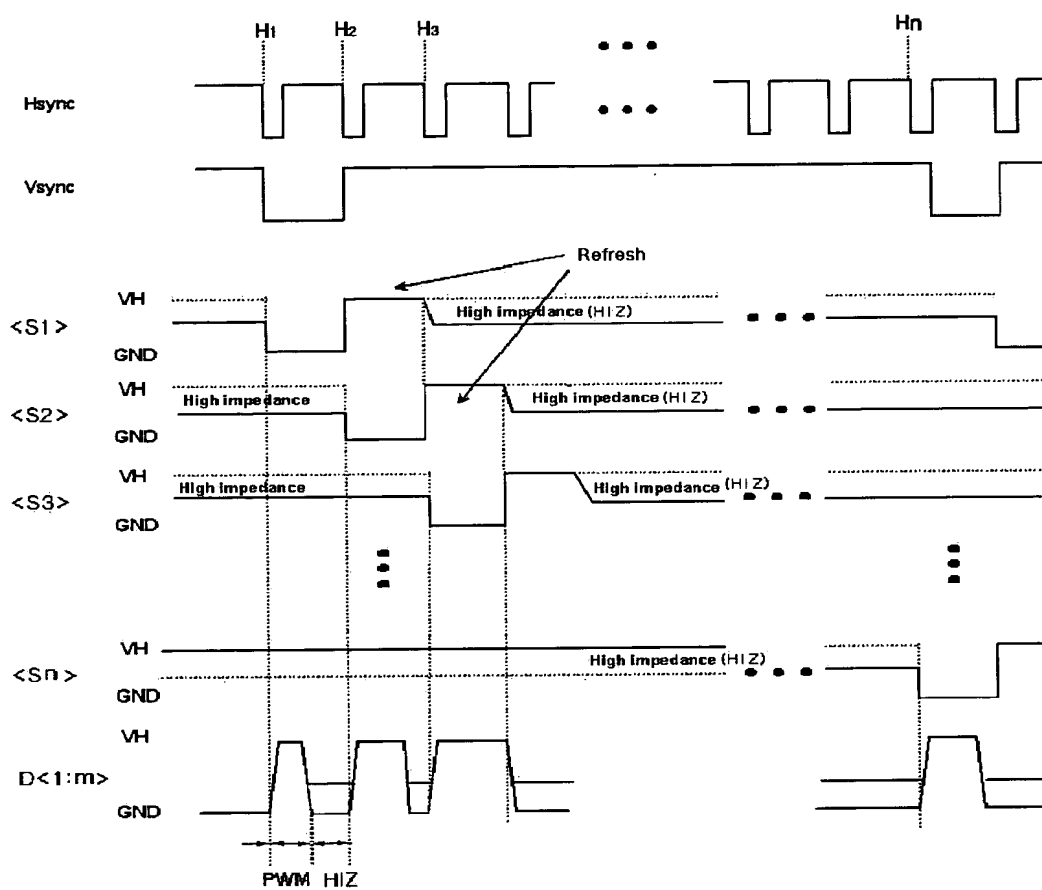 H1 H2 H3 Hn
Hsync
Vsync
Refresh
VH
<S1>
High impedance (HIZ)
GND
VH
High impedance
High impedance (HIZ)
<S2>
GND
VH
High impedance
High impedance (HIZ)
<S3>
GND
VH
High Impedance (HIZ)
<Sn>
GND
VH
D<1:m>
GND
PWM HIZ